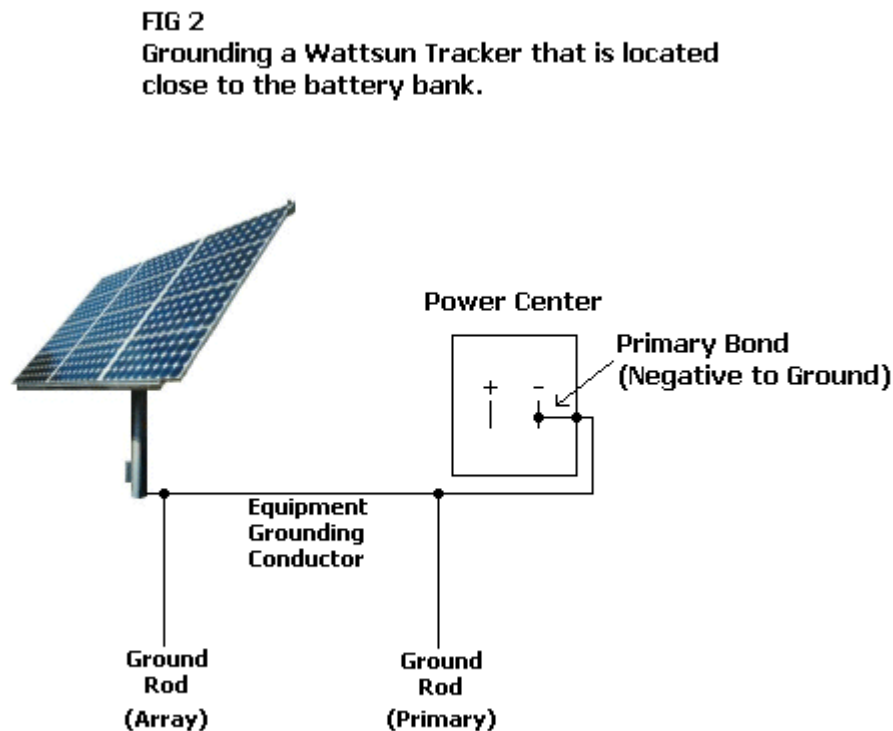 FIG 2
Grounding a Wattsun Tracker that is located
close to the battery bank.
Power Center
Primary Bond
(Negative to Ground)
+ -
Equipment
Grounding
Conductor
Ground
Rod
(Array)
Ground
Rod
(Primary)